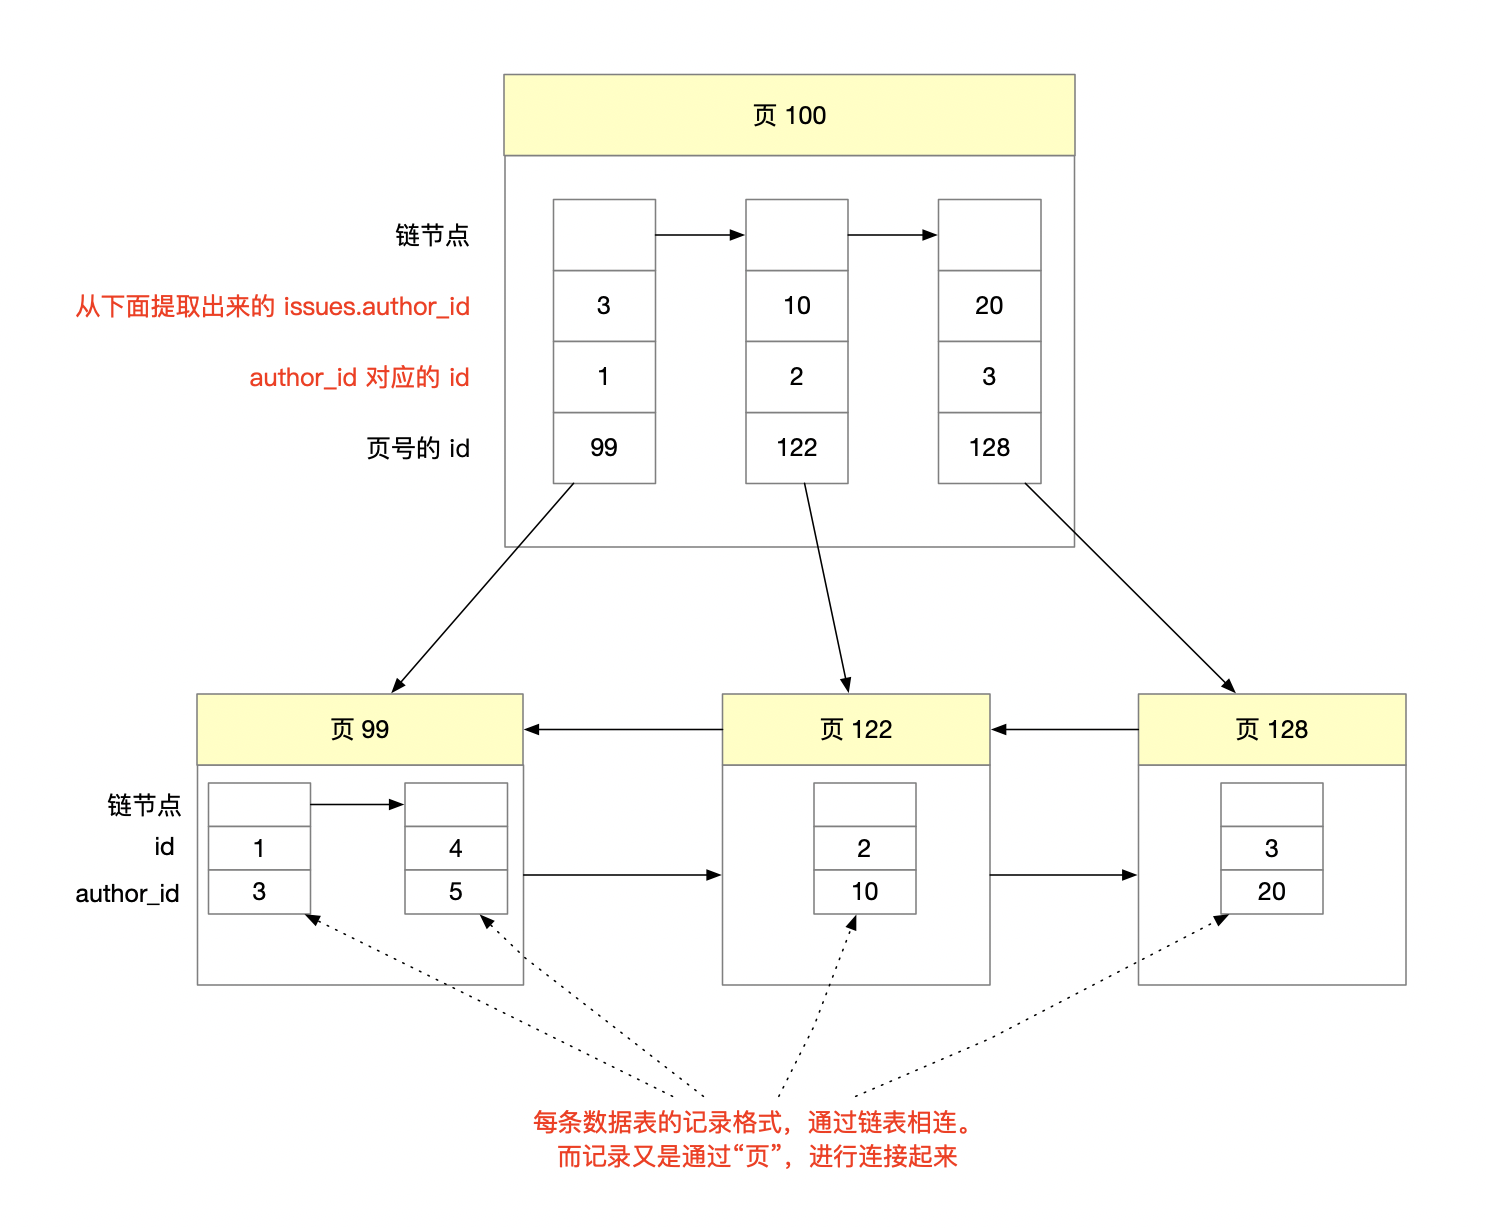 页 100
链节点
从下面提取出来的 issues.author_id
3 10 20
author_id 对应的 id
1 2 3
页号的 id
99 122 128
页 99
页 122
页 128
链节点
id
1 4 2 3
author_id
3 5 10 20
每条数据表的记录格式，通过链表相连。
而记录又是通过“页”，进行连接起来